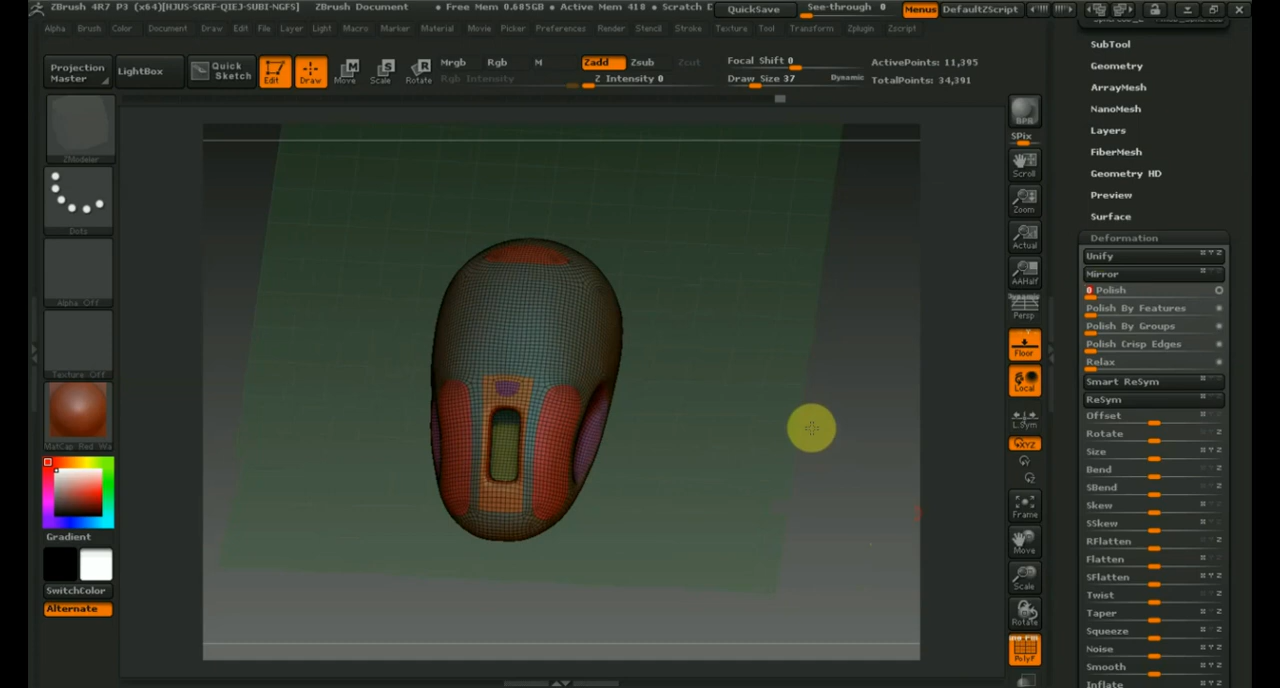 ZBrush 4R7 P3 (x64)[HJUS-SGRF-QIEJ-SUBI-NGFS] ZBrush Document • Free Mem 0.685GB • Active Mem 418 • Scratch D QuickSave See-through 0 Menus DefaultZScript
Alpha Brush Color Document Draw Edit File Layer Light Macro Marker Material Movie Picker Preferences Render Stencil Stroke Texture Tool Transform Zplugin Zscript
Projection Master
LightBox
Quick Sketch
Edit
Draw
Move
Scale
Rotate
Mrgb Rgb M
Rgb Intensity
Zadd Zsub Zcut
Z Intensity 0
Focal Shift 0
Draw Size 37 Dynamic
ActivePoints: 11,395
TotalPoints: 34,391
ZModeler
Dots
Alpha Off
Texture Off
MatCap Red Wa
Gradient
SwitchColor
Alternate
BPR
SPix
Scroll
Zoom
Actual
AAHalf
Dynamic
Persp
Floor
Local
L.Sym
XYZ
Frame
Move
Scale
Rotate
PolyF
SubTool
Geometry
ArrayMesh
NanoMesh
Layers
FiberMesh
Geometry HD
Preview
Surface
Deformation
Unify
Mirror
0 Polish
Polish By Features
Polish By Groups
Polish Crisp Edges
Relax
Smart ReSym
ReSym
Offset
Rotate
Size
Bend
SBend
Skew
SSkew
RFlatten
Flatten
SFlatten
Twist
Taper
Squeeze
Noise
Smooth
Inflate